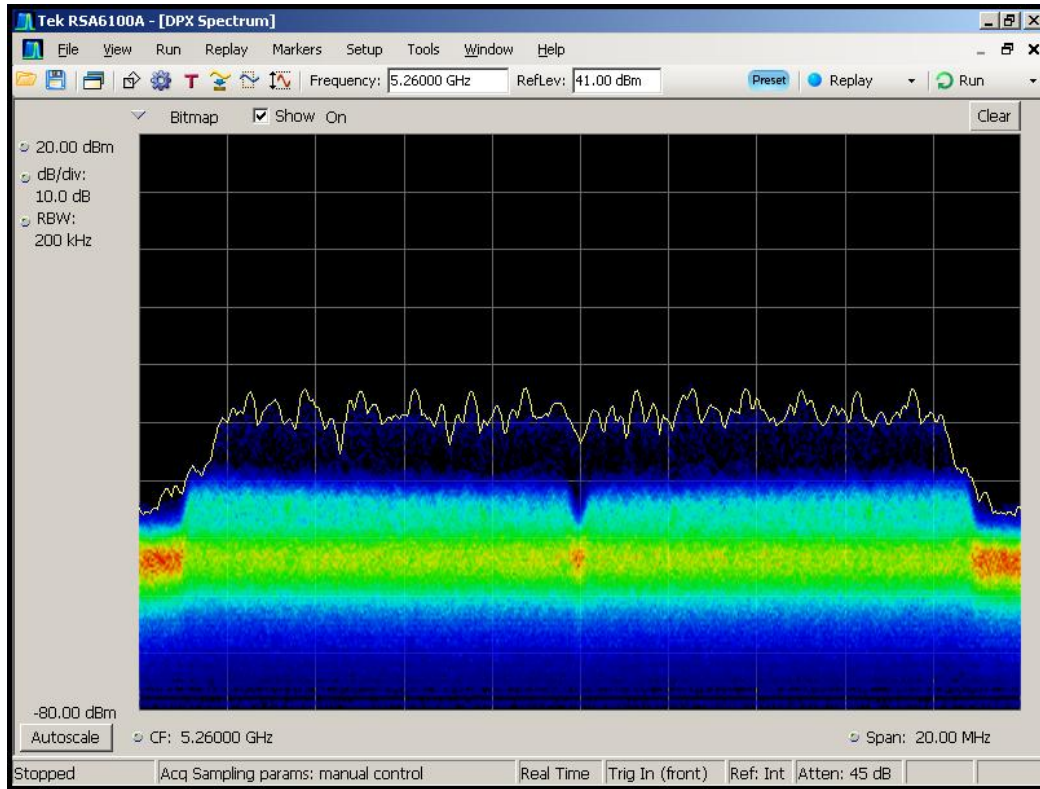 Tek RSA6100A - [DPX Spectrum]
File View Run Replay Markers Setup Tools Window Help
T Frequency: 5.26000 GHz RefLev: 41.00 dBm Preset Replay Run
Bitmap Show On Clear
20.00 dBm
dB/div:
10.0 dB
RBW:
200 kHz
-80.00 dBm
Autoscale CF: 5.26000 GHz Span: 20.00 MHz
Stopped Acq Sampling params: manual control Real Time Trig In (front) Ref: Int Atten: 45 dB